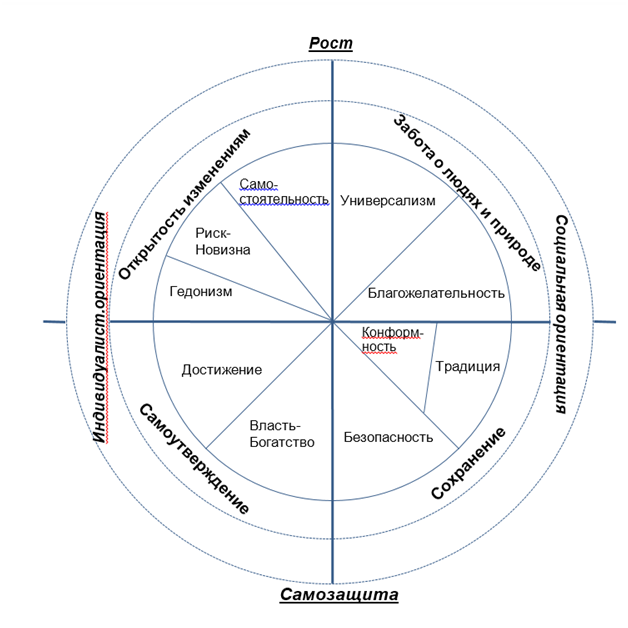 Рост
Забота о людях и природе
Открытость изменениям
Само-
стоятельность
Универсализм
Риск-
Новизна
Гедонизм
Благожелательность
Индивидуалист.ориентация
Социальная ориентация
Конформ-
ность
Традиция
Достижение
Власть-
Богатство
Безопасность
Самоутверждение
Сохранение
Самозащита